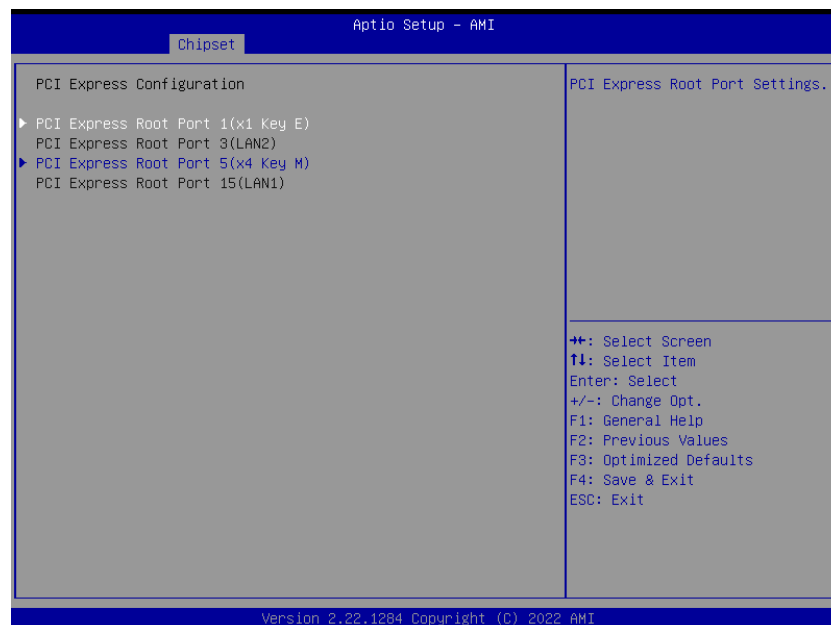 Aptio Setup – AMI
Chipset
PCI Express Configuration
PCI Express Root Port Settings.
▶ PCI Express Root Port 1(x1 Key E)
PCI Express Root Port 3(LAN2)
▶ PCI Express Root Port 5(x4 Key M)
PCI Express Root Port 15(LAN1)
→←: Select Screen
↑↓: Select Item
Enter: Select
+/-: Change Opt.
F1: General Help
F2: Previous Values
F3: Optimized Defaults
F4: Save & Exit
ESC: Exit
Version 2.22.1284 Copyright (C) 2022 AMI